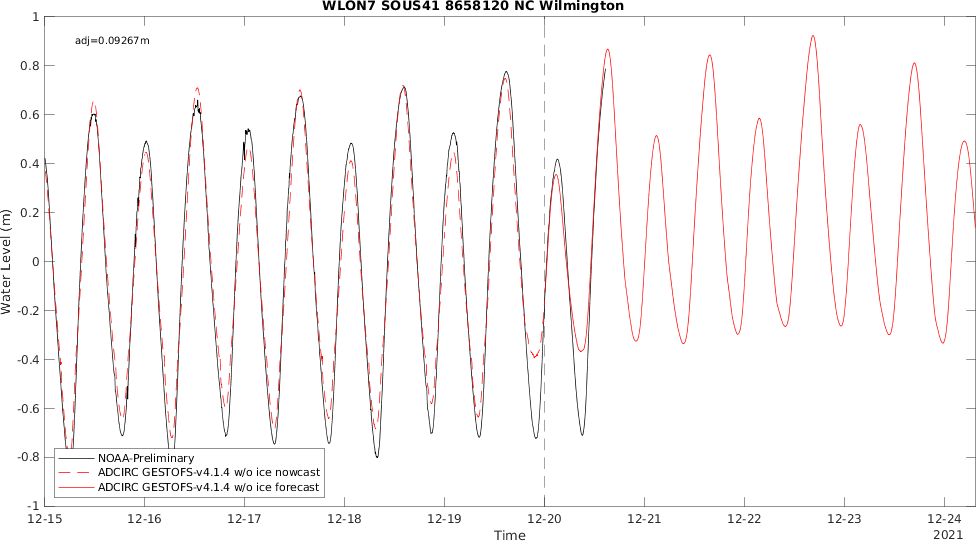 WLON7 SOUS41 8658120 NC Wilmington
adj=0.09267m
1
0.8
0.6
0.4
0.2
0
-0.2
-0.4
-0.6
-0.8
-1
Water Level (m)
NOAA-Preliminary
ADCIRC GESTOFS-v4.1.4 w/o ice nowcast
ADCIRC GESTOFS-v4.1.4 w/o ice forecast
12-15 12-16 12-17 12-18 12-19 12-20 12-21 12-22 12-23 12-24
Time
2021